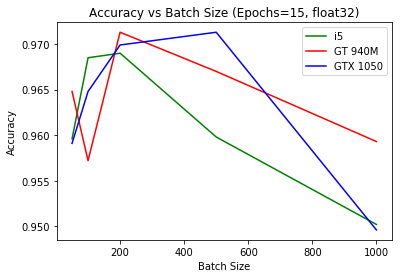 Accuracy vs Batch Size (Epochs=15, float32)
i5
GT 940M
GTX 1050
0.970
0.965
0.960
0.955
0.950
Accuracy
200
400
600
800
1000
Batch Size